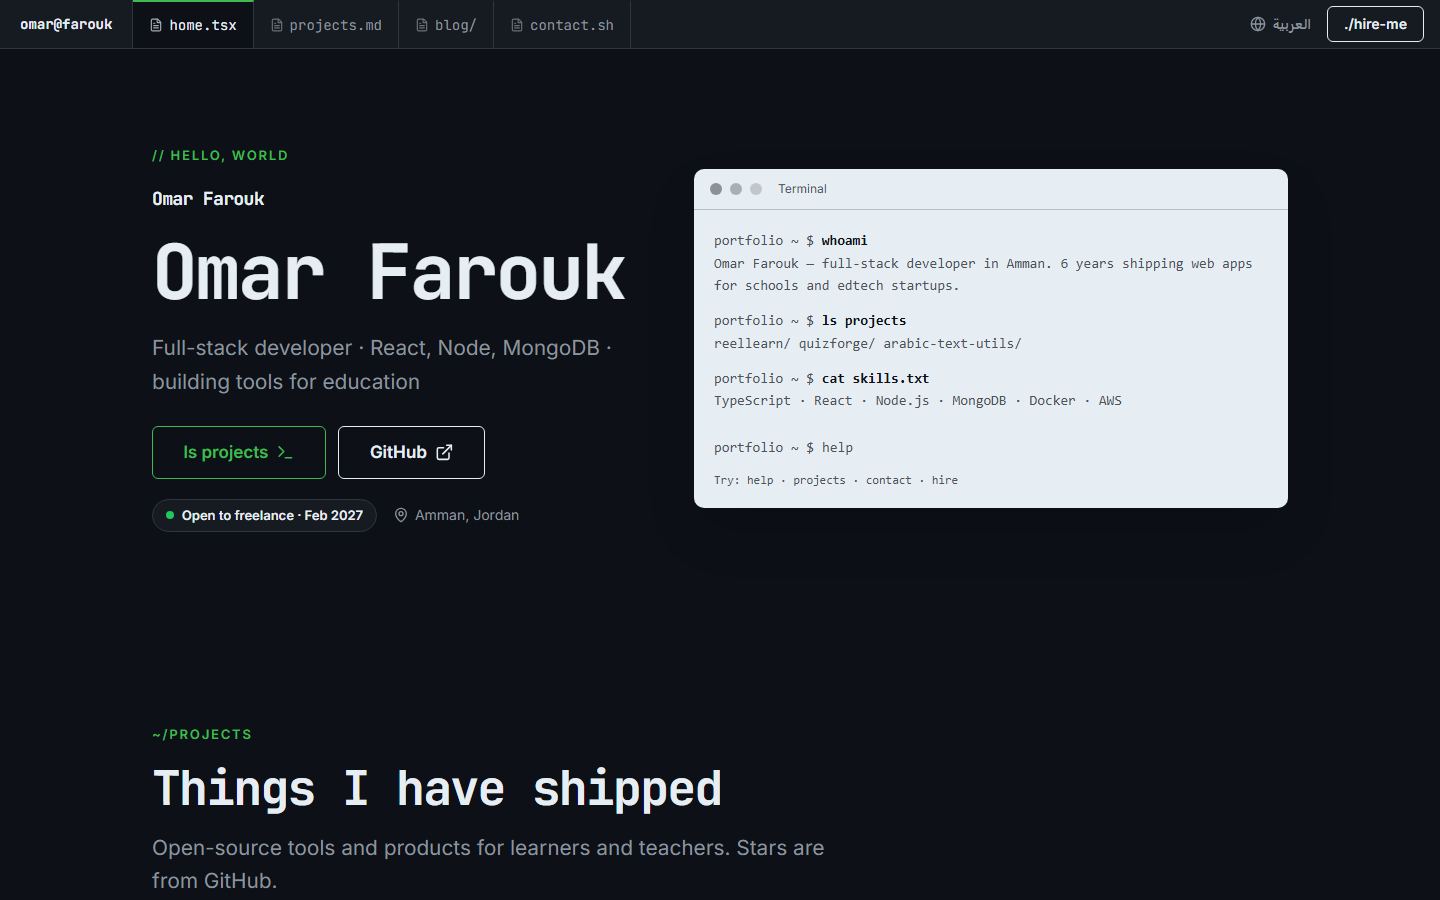 omar@farouk
home.tsx
projects.md
blog/
contact.sh
العربية
./hire-me
// HELLO, WORLD
Omar Farouk
Omar Farouk
Full-stack developer · React, Node, MongoDB ·
building tools for education
ls projects
GitHub
Open to freelance · Feb 2027
Amman, Jordan
Terminal
portfolio ~ $ whoami
Omar Farouk — full-stack developer in Amman. 6 years shipping web apps
for schools and edtech startups.
portfolio ~ $ ls projects
reellearn/ quizforge/ arabic-text-utils/
portfolio ~ $ cat skills.txt
TypeScript · React · Node.js · MongoDB · Docker · AWS
portfolio ~ $ help
Try: help · projects · contact · hire
~/PROJECTS
Things I have shipped
Open-source tools and products for learners and teachers. Stars are
from GitHub.